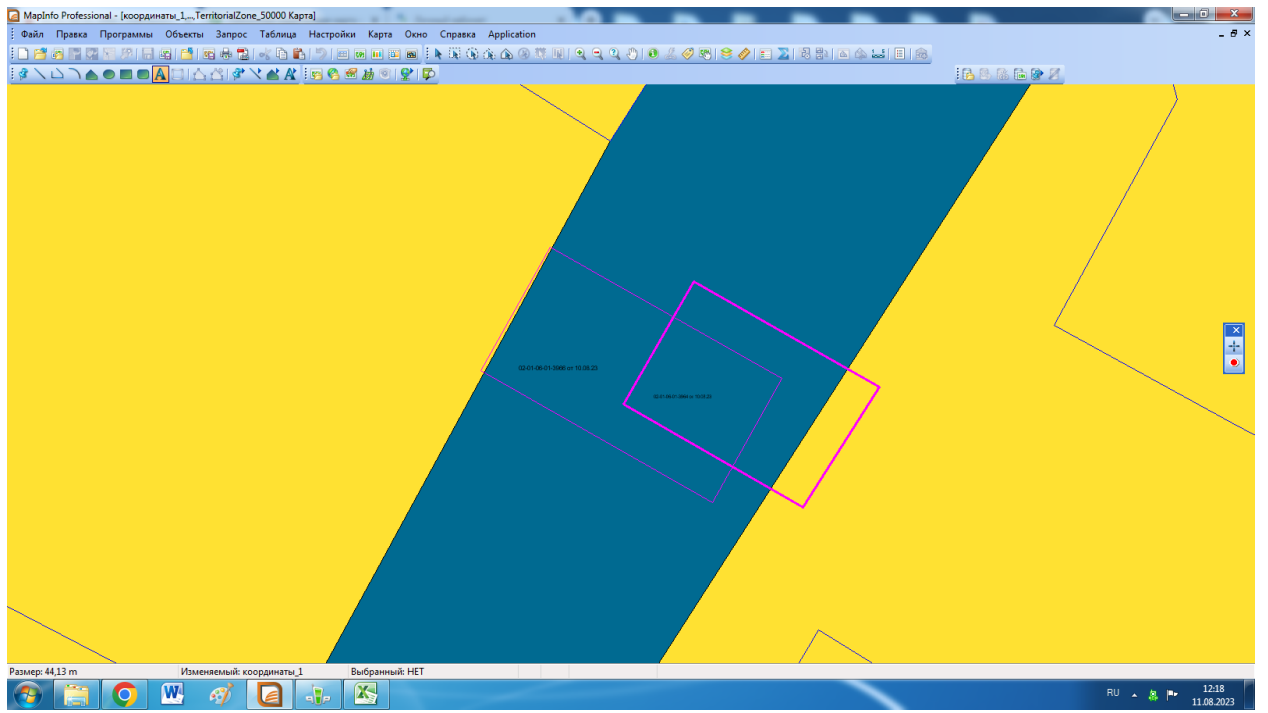 MapInfo Professional - [координаты_1,...,TerritorialZone_50000 Карта]
Файл Правка Программы Объекты Запрос Таблица Настройки Карта Окно Справка Application
02-01-06-01-3966 от 10.08.23
Размер: 44,13 m Изменяемый: координаты_1 Выбранный: НЕТ
RU
12:18
11.08.2023